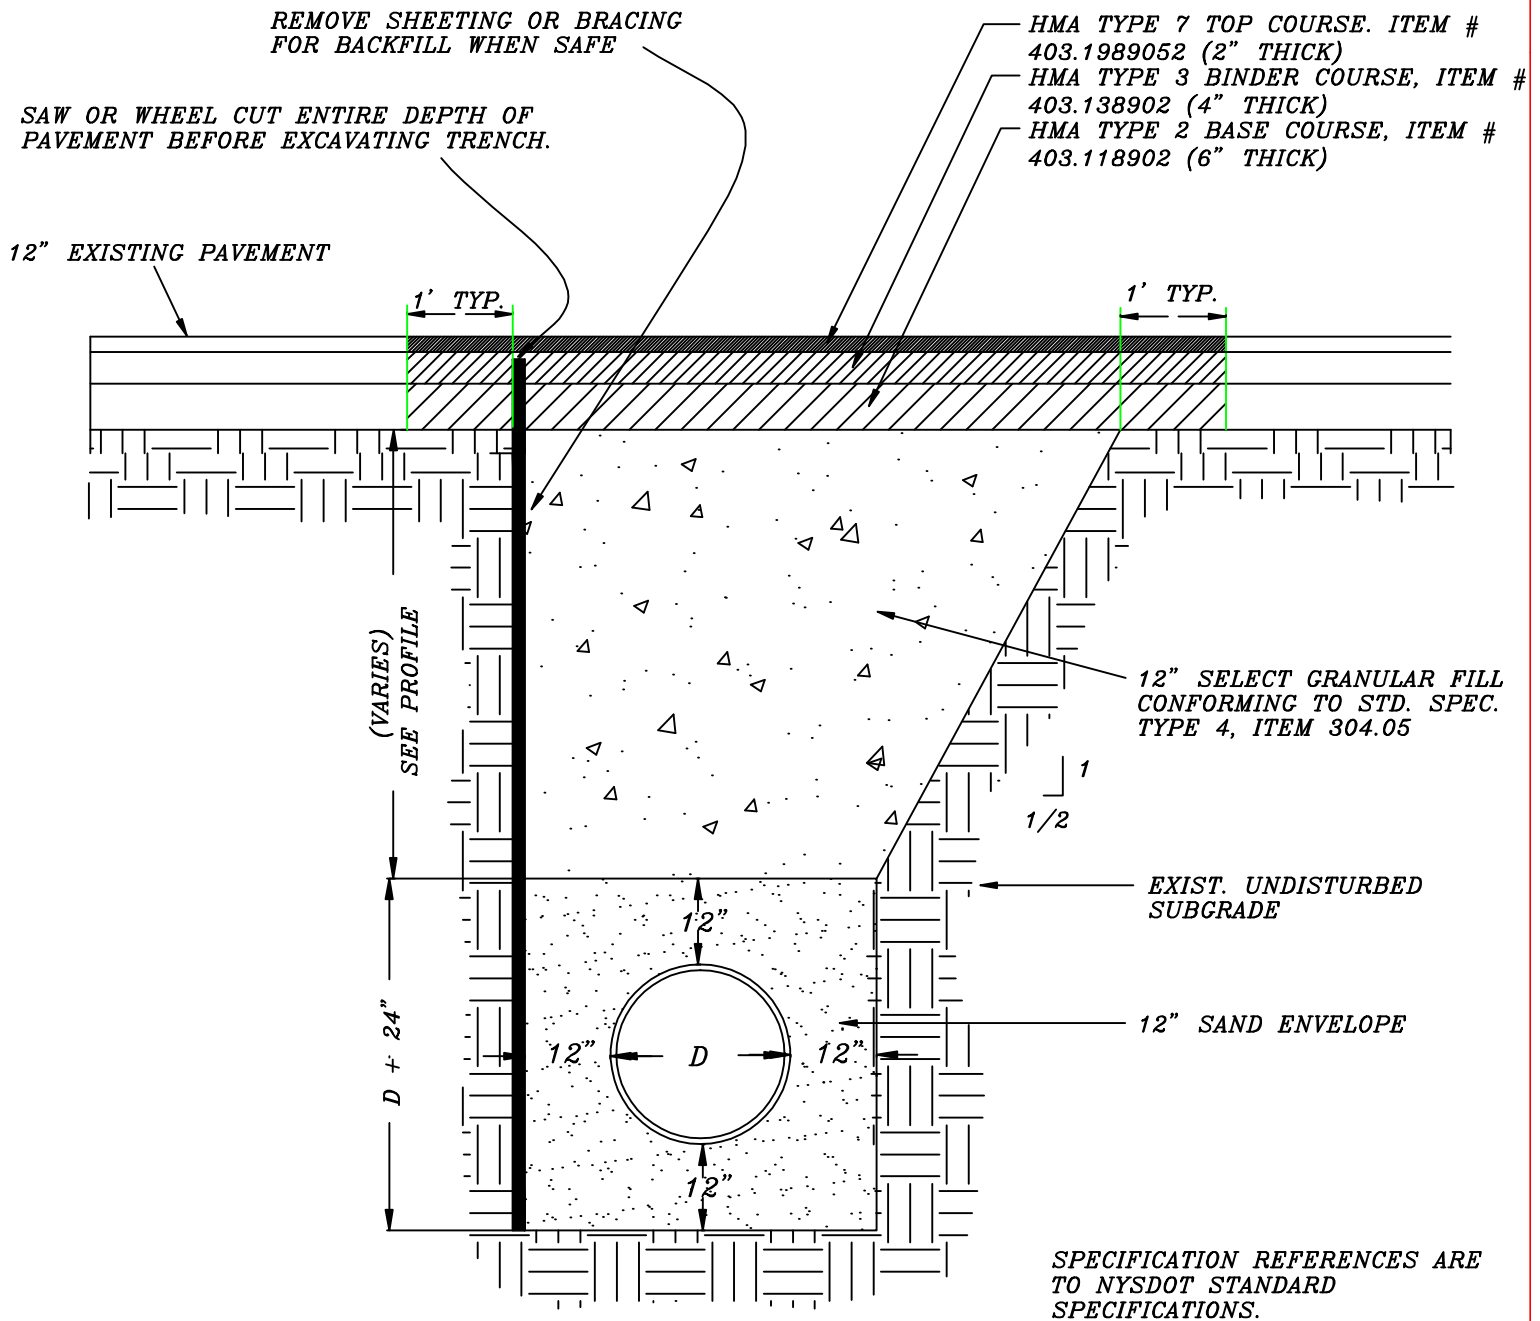 REMOVE SHEETING OR BRACING
FOR BACKFILL WHEN SAFE
HMA TYPE 7 TOP COURSE. ITEM #
403.1989052 (2" THICK)
HMA TYPE 3 BINDER COURSE, ITEM #
403.138902 (4" THICK)
HMA TYPE 2 BASE COURSE, ITEM #
403.118902 (6" THICK)
SAW OR WHEEL CUT ENTIRE DEPTH OF
PAVEMENT BEFORE EXCAVATING TRENCH.
12" EXISTING PAVEMENT
1' TYP.
1' TYP.
(VARIES)
SEE PROFILE
12" SELECT GRANULAR FILL
CONFORMING TO STD. SPEC.
TYPE 4, ITEM 304.05
1
1/2
EXIST. UNDISTURBED
SUBGRADE
12"
D + 24"
12" SAND ENVELOPE
12"
D
12"
12"
SPECIFICATION REFERENCES ARE
TO NYSDOT STANDARD
SPECIFICATIONS.